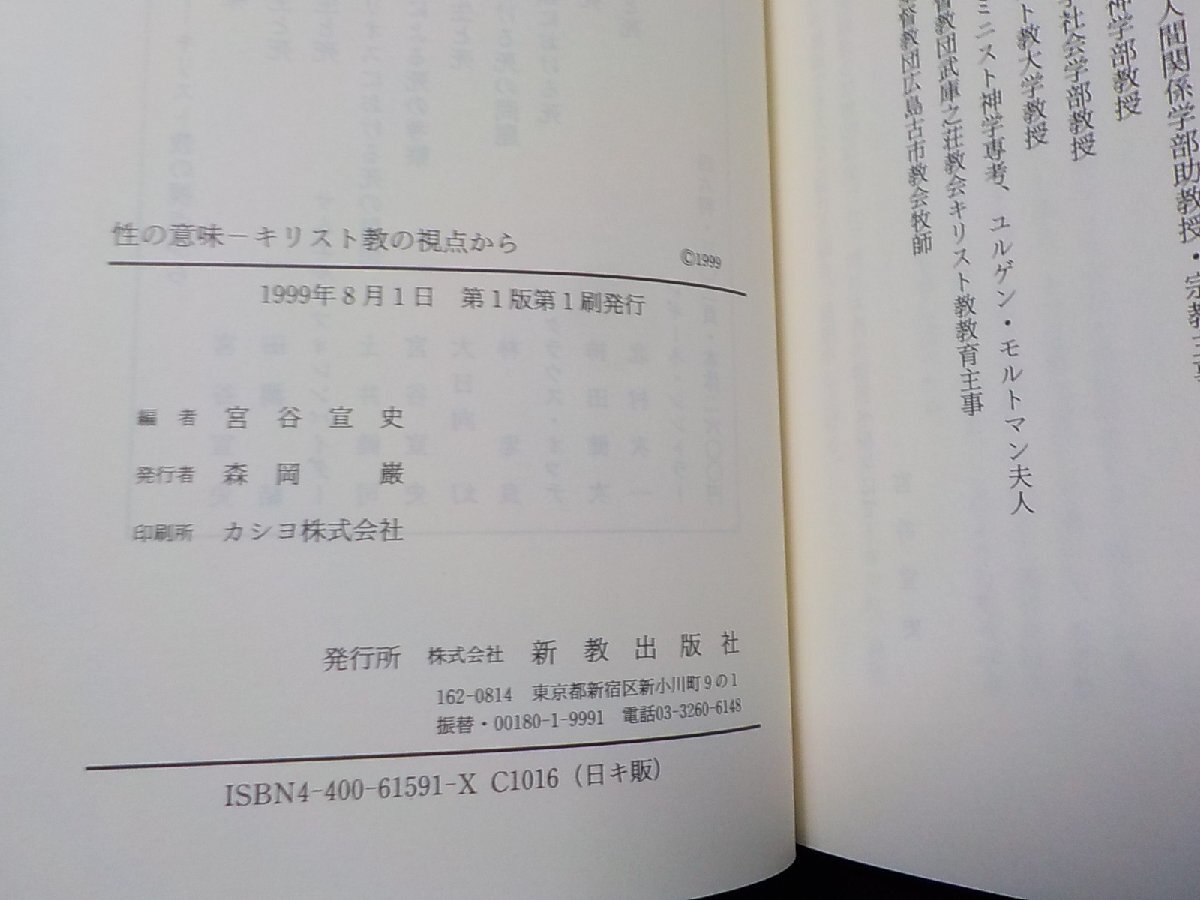 性の意味－キリスト教の視点から
©1999
1999年8月1日　第1版第1刷発行
編　者　宮　谷　宣　史
発行者　森　岡　　巌
印刷所　カシヨ株式会社
発行所　株式会社　新　教　出　版　社
162-0814　東京都新宿区新小川町9の1
振替・00180-1-9991　電話03-3260-6148
ISBN4-400-61591-X C1016（日キ販）
人間関係学部助教授・宗教主事
神学部教授
社会学部教授
ト教大学教授
ミニスト神学専考、ユルゲン・モルトマン夫人
督教団武庫之荘教会キリスト教教育主事
督教団広島古市教会牧師